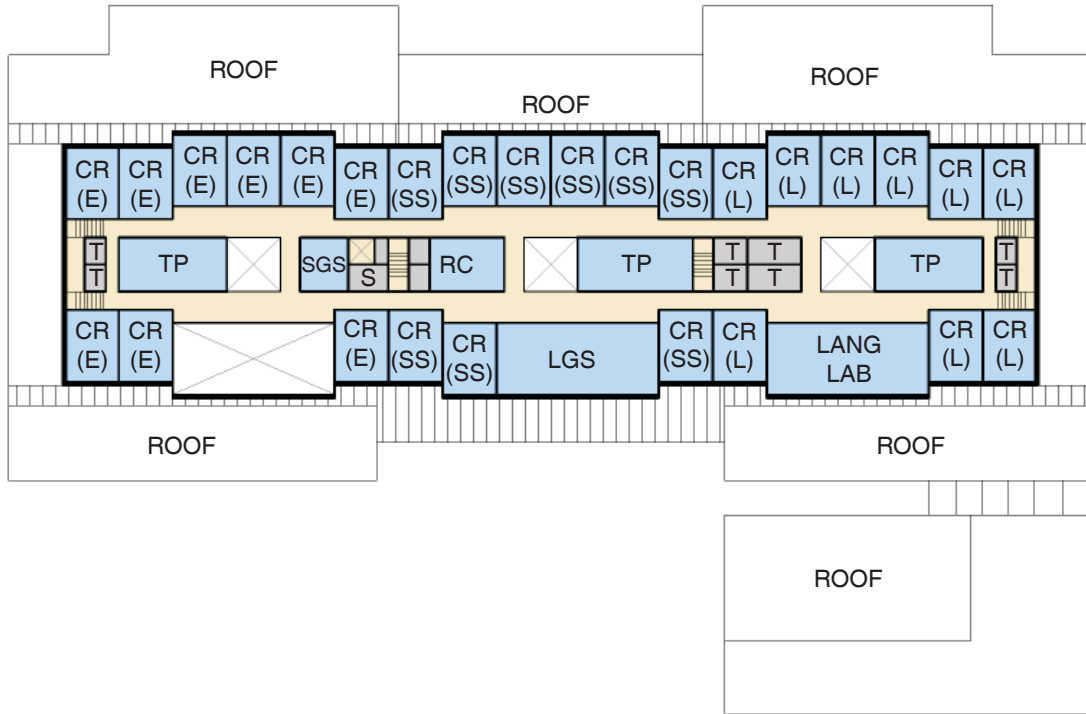 ROOF
ROOF
ROOF
CR
(E)
CR
(E)
CR
(E)
CR
(E)
CR
(E)
CR
(E)
CR
(SS)
CR
(SS)
CR
(SS)
CR
(SS)
CR
(SS)
CR
(SS)
CR
(L)
CR
(L)
CR
(L)
CR
(L)
CR
(L)
CR
(L)
T
T
TP
SGS
S
RC
TP
T
T
T
T
TP
T
T
CR
(E)
CR
(E)
CR
(E)
CR
(SS)
CR
(SS)
LGS
CR
(SS)
CR
(L)
LANG
LAB
CR
(L)
CR
(L)
ROOF
ROOF
ROOF